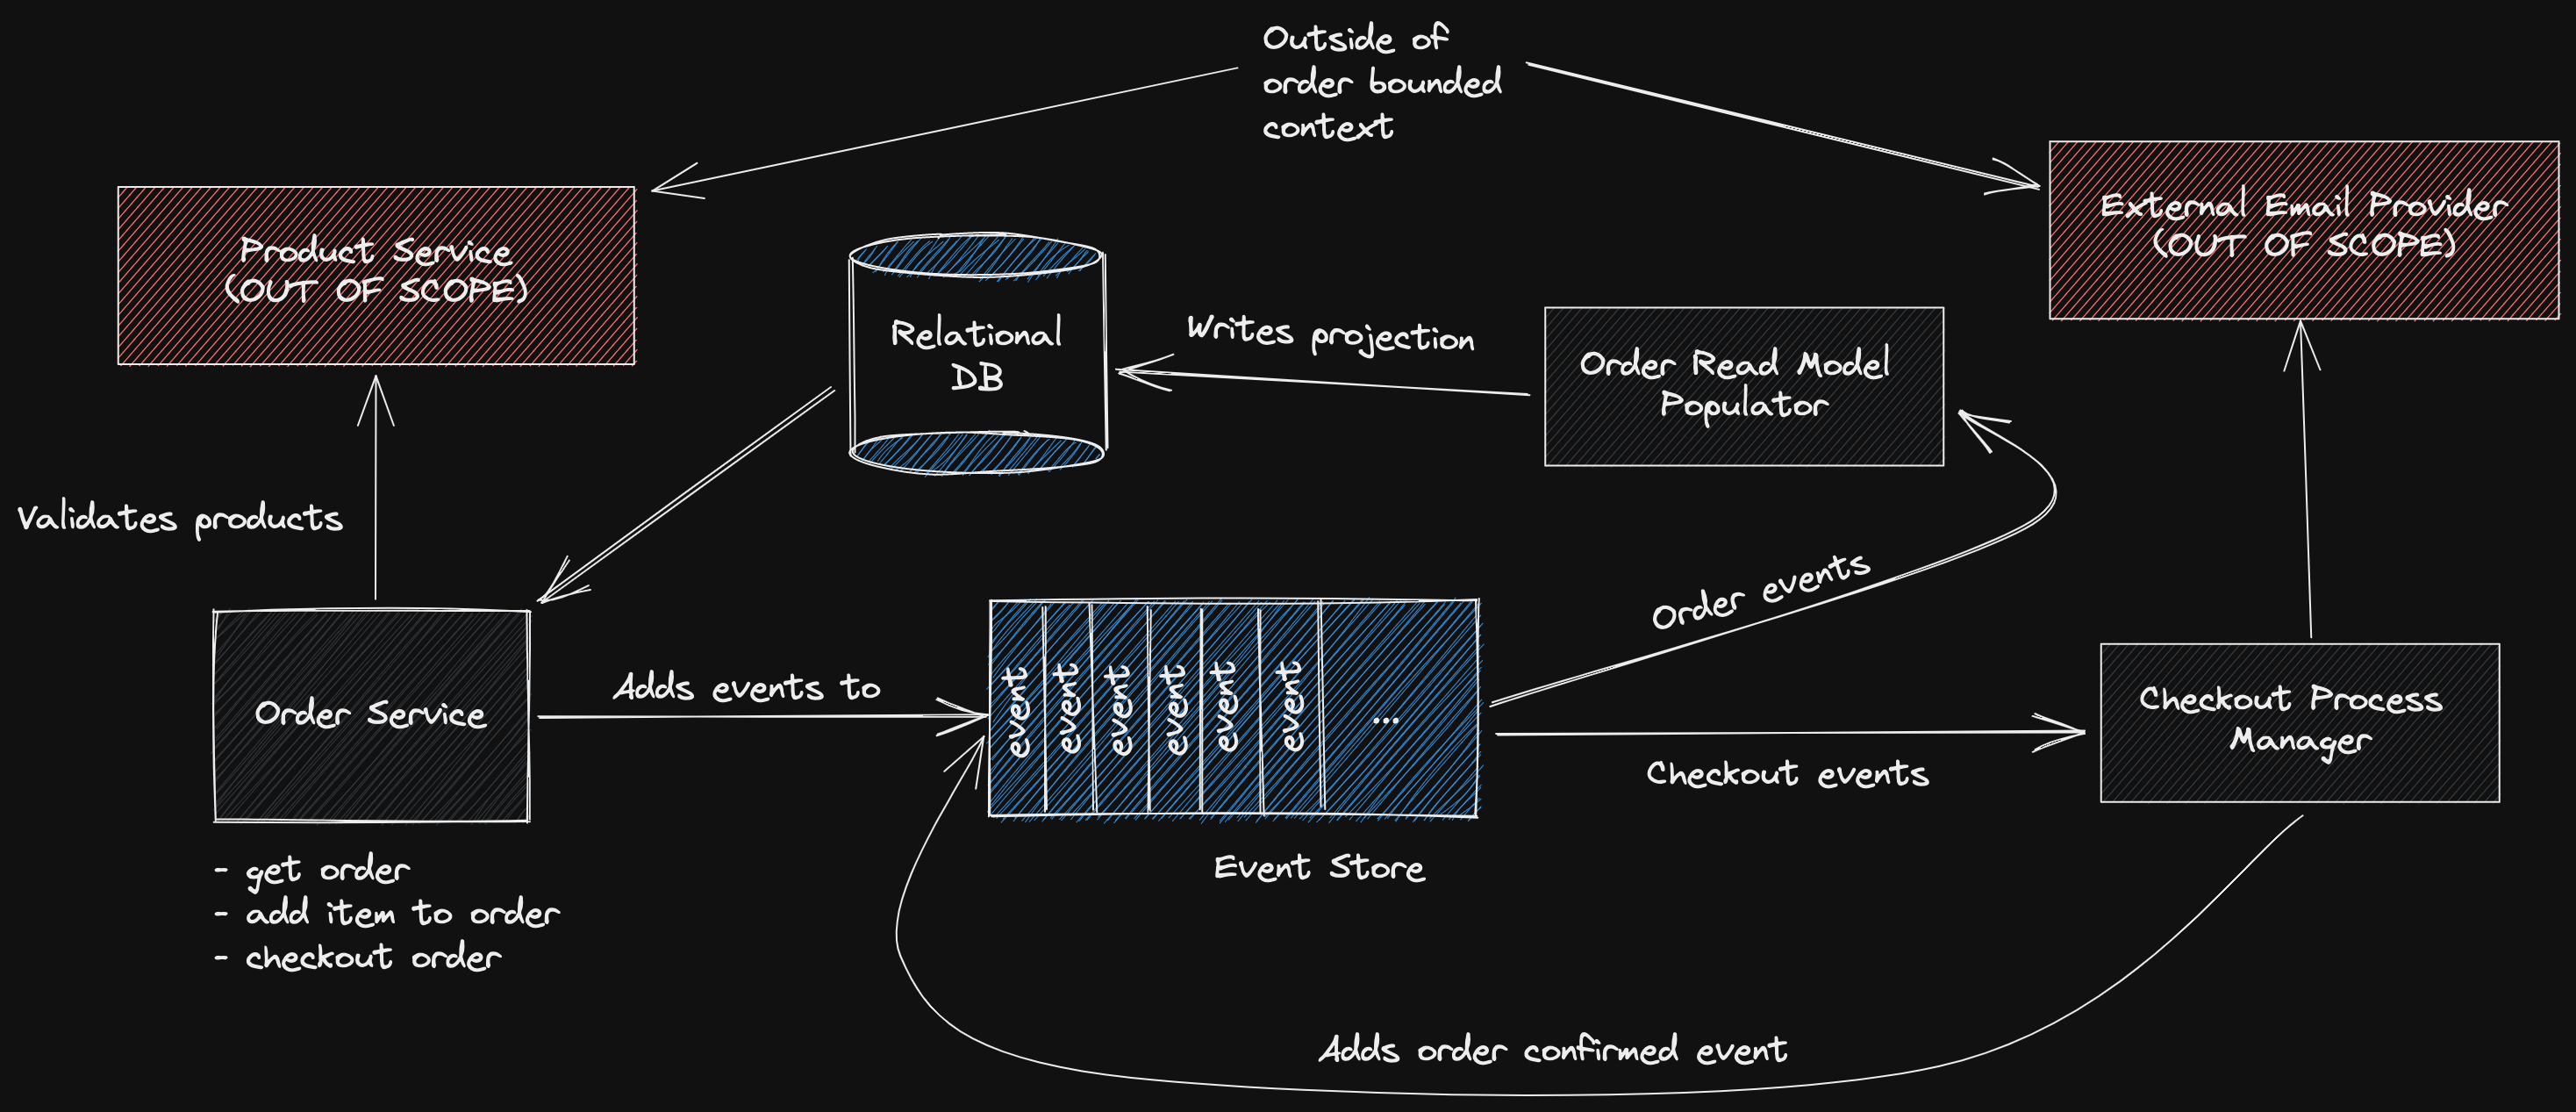 Outside of
order bounded
context
Product Service
(OUT OF SCOPE)
External Email Provider
(OUT OF SCOPE)
Relational
DB
Writes projection
Order Read Model
Populator
Validates products
Order events
Order Service
Adds events to
event
event
event
event
event
event
...
Checkout events
Checkout Process
Manager
Event Store
- get order
- add item to order
- checkout order
Adds order confirmed event